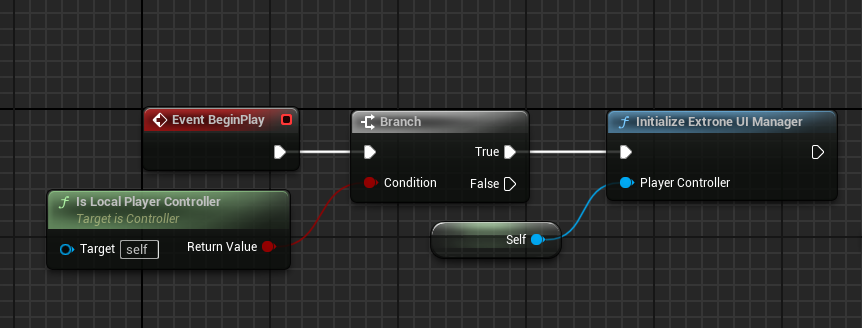 Event BeginPlay
Branch
True
Condition
False
Initialize Extrone UI Manager
Player Controller
Is Local Player Controller
Target is Controller
Target self
Return Value
Self